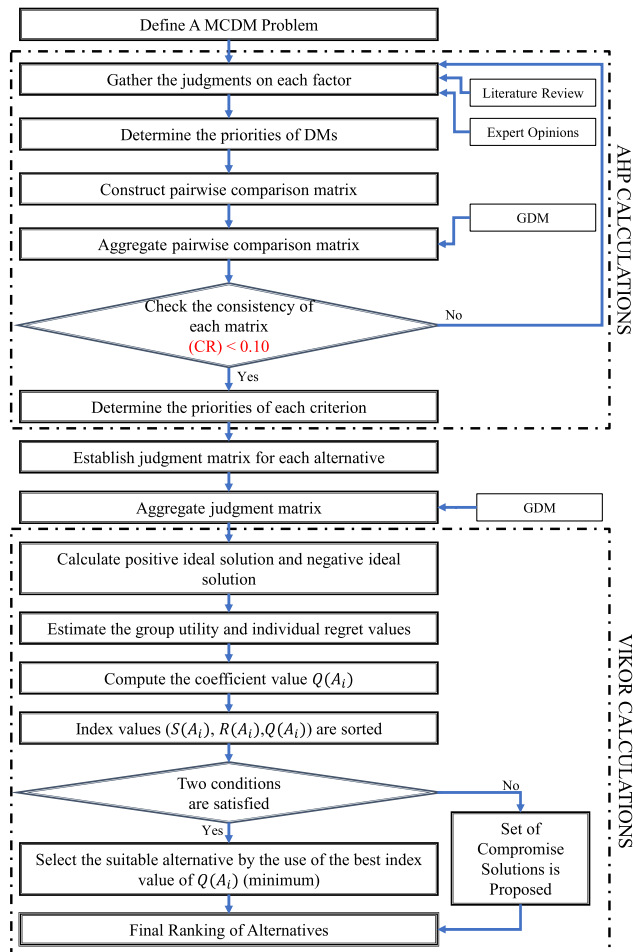 Define A MCDM Problem
Gather the judgments on each factor
Literature Review
Expert Opinions
Determine the priorities of DMs
Construct pairwise comparison matrix
GDM
Aggregate pairwise comparison matrix
Check the consistency of
each matrix
(CR) < 0.10
No
Yes
Determine the priorities of each criterion
AHP CALCULATIONS
Establish judgment matrix for each alternative
Aggregate judgment matrix
GDM
Calculate positive ideal solution and negative ideal
solution
Estimate the group utility and individual regret values
Compute the coefficient value Q(A_i)
Index values (S(A_i), R(A_i),Q(A_i)) are sorted
Two conditions
are satisfied
No
Yes
Set of
Compromise
Solutions is
Proposed
Select the suitable alternative by the use of the best index
value of Q(A_i) (minimum)
Final Ranking of Alternatives
VIKOR CALCULATIONS